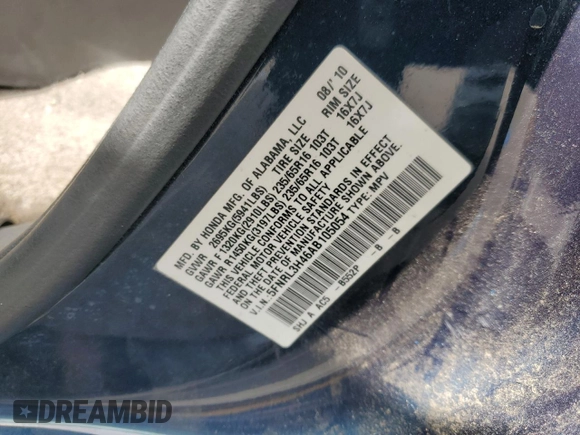 MFD. BY HONDA MFG. OF ALABAMA, LLC 08/'10
GVWR 2695KG(5941LBS) TIRE SIZE RIM SIZE
GAWR F 1320KG(2910LBS) 235/65R16 103T 16X7J
GAWR R1450KG(3197LBS) 235/65R16 103T 16X7J
THIS VEHICLE CONFORMS TO ALL APPLICABLE
FEDERAL MOTOR VEHICLE SAFETY, BUMPER,
AND THEFT PREVENTION STANDARDS IN EFFECT
ON THE DATE OF MANUFACTURE SHOWN ABOVE.
V.I.N.: 5FNRL3H46AB105054 TYPE: MPV
SHJ A AC5 B552P - B - B
DREAMBID